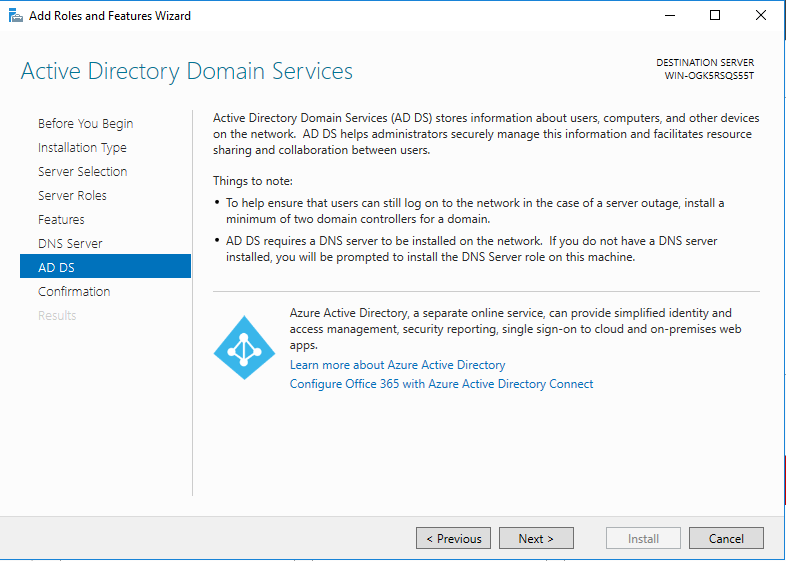 Add Roles and Features Wizard
Active Directory Domain Services
DESTINATION SERVER
WIN-OGK5RSQS55T
Before You Begin
Installation Type
Server Selection
Server Roles
Features
DNS Server
AD DS
Confirmation
Results
Active Directory Domain Services (AD DS) stores information about users, computers, and other devices
on the network.  AD DS helps administrators securely manage this information and facilitates resource
sharing and collaboration between users.
Things to note:
• To help ensure that users can still log on to the network in the case of a server outage, install a
minimum of two domain controllers for a domain.
• AD DS requires a DNS server to be installed on the network.  If you do not have a DNS server
installed, you will be prompted to install the DNS Server role on this machine.
Azure Active Directory, a separate online service, can provide simplified identity and
access management, security reporting, single sign-on to cloud and on-premises web
apps.
Learn more about Azure Active Directory
Configure Office 365 with Azure Active Directory Connect
< Previous
Next >
Install
Cancel